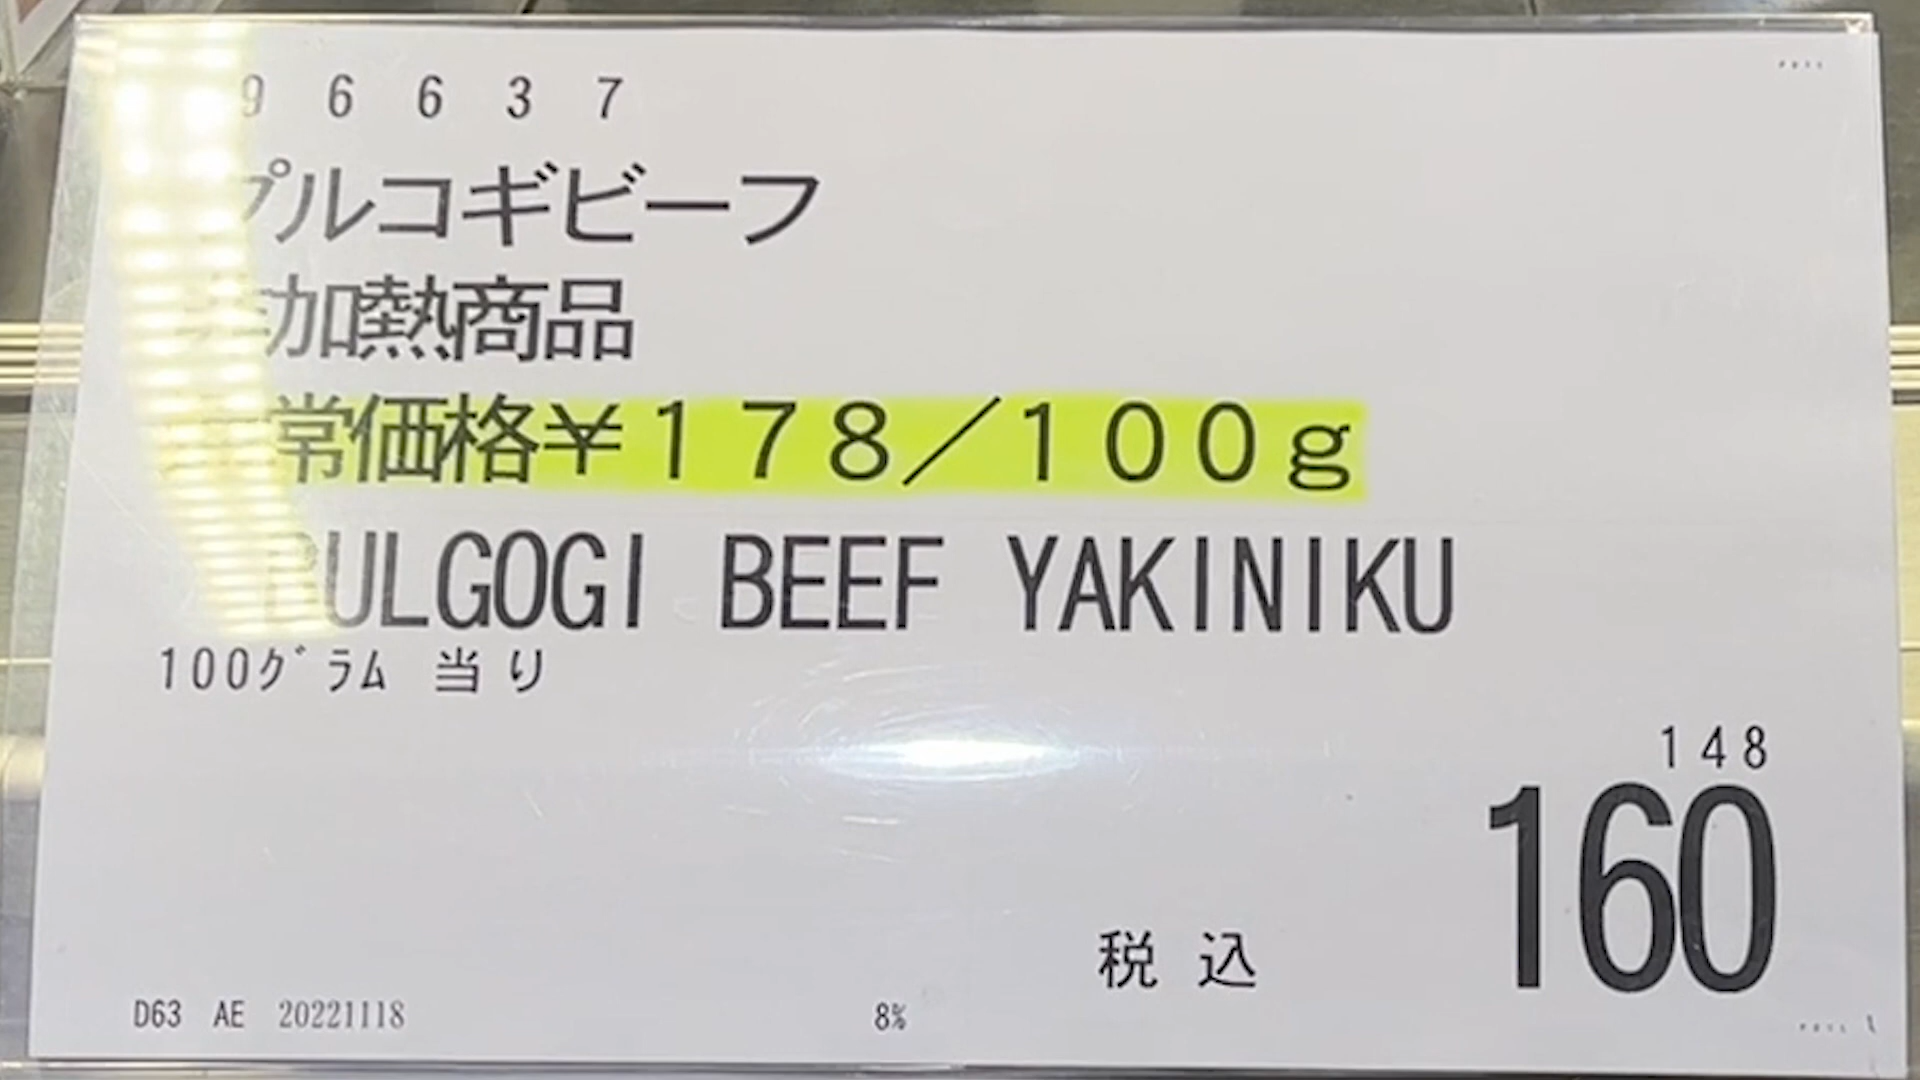 96637
プルコギビーフ
加熱商品
常価格¥178/100g
BULGOGI BEEF YAKINIKU
100グラム 当り
148
160
税込
D63 AE 20221118
8%